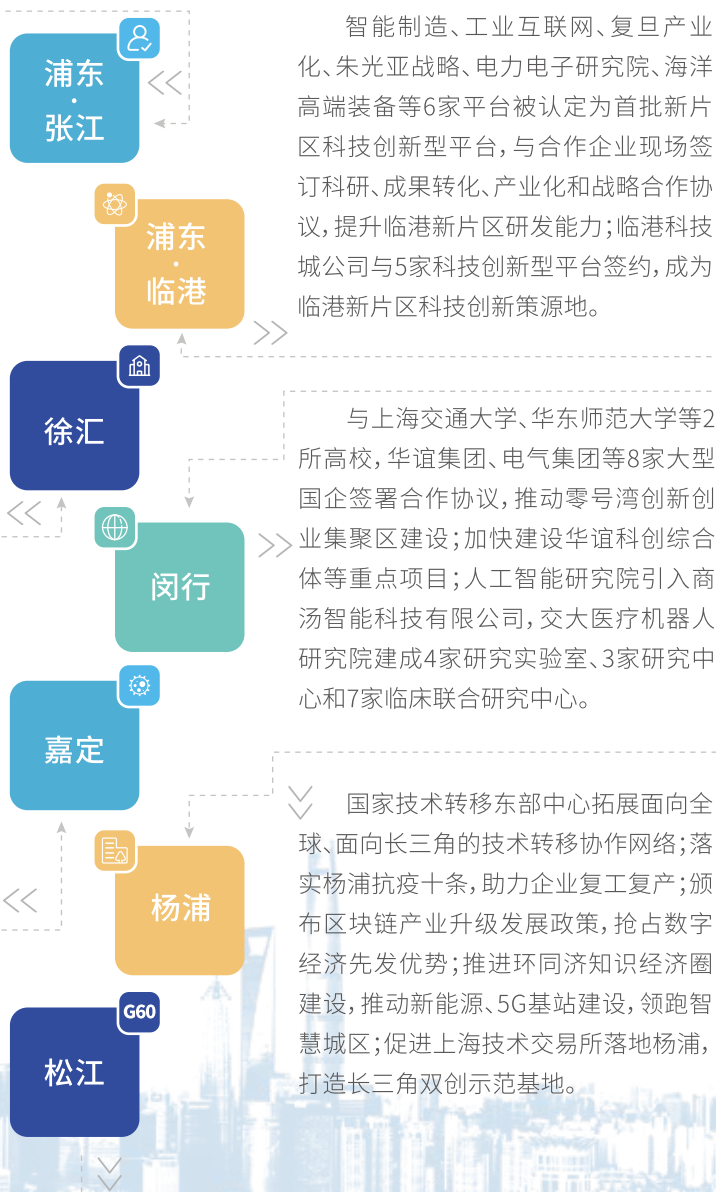 浦东
·
张江
浦东
·
临港
智能制造、工业互联网、复旦产业
化、朱光亚战略、电力电子研究院、海洋
高端装备等6家平台被认定为首批新片
区科技创新型平台，与合作企业现场签
订科研、成果转化、产业化和战略合作协
议，提升临港新片区研发能力；临港科技
城公司与5家科技创新型平台签约，成为
临港新片区科技创新策源地。
徐汇
闵行
与上海交通大学、华东师范大学等2
所高校，华谊集团、电气集团等8家大型
国企签署合作协议，推动零号湾创新创
业集聚区建设；加快建设华谊科创综合
体等重点项目；人工智能研究院引入商
汤智能科技有限公司，交大医疗机器人
研究院建成4家研究实验室、3家研究中
心和7家临床联合研究中心。
嘉定
杨浦
国家技术转移东部中心拓展面向全
球、面向长三角的技术转移协作网络；落
实杨浦抗疫十条，助力企业复工复产；颁
布区块链产业升级发展政策，抢占数字
经济先发优势；推进环同济知识经济圈
建设，推动新能源、5G基站建设，领跑智
慧城区；促进上海技术交易所落地杨浦，
打造长三角双创示范基地。
G60
松江